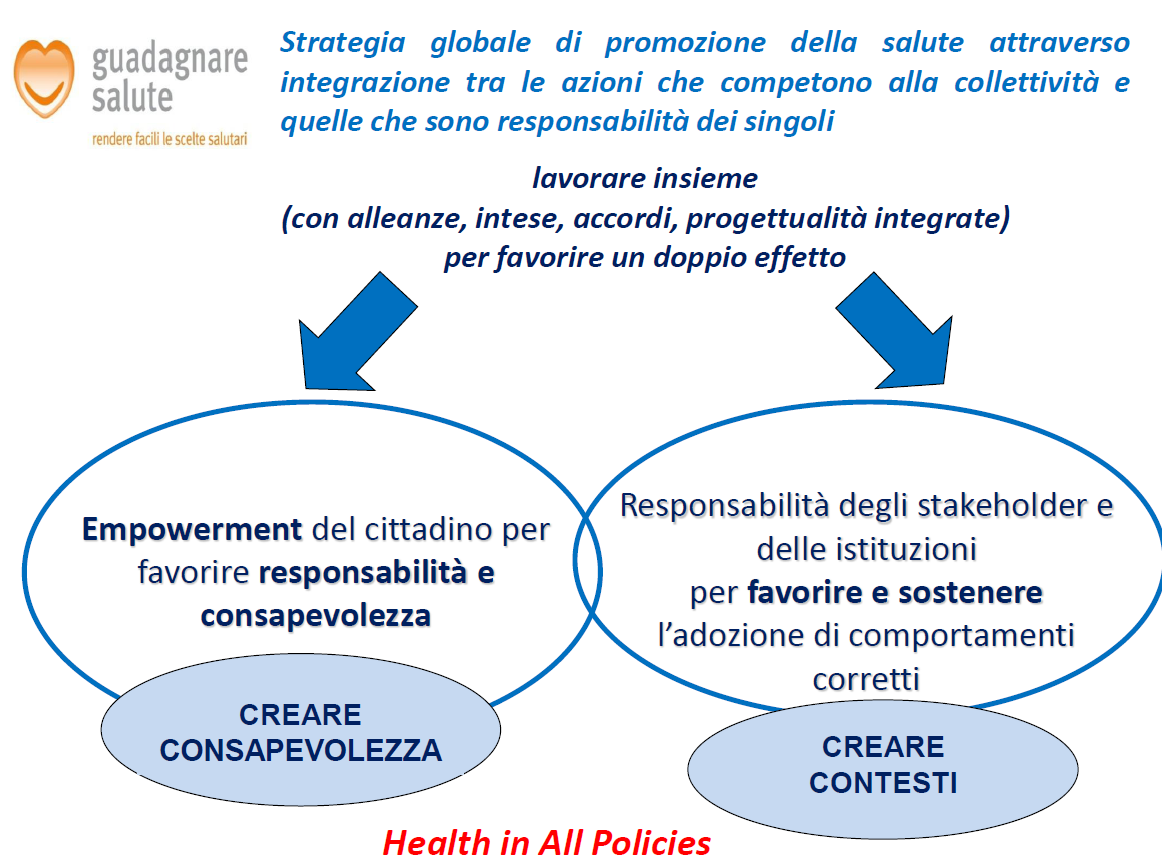 guadagnare
salute
rendere facili le scelte salutari
Strategia globale di promozione della salute attraverso
integrazione tra le azioni che competono alla collettività e
quelle che sono responsabilità dei singoli
lavorare insieme
(con alleanze, intese, accordi, progettualità integrate)
per favorire un doppio effetto
Empowerment del cittadino per
favorire responsabilità e
consapevolezza
CREARE
CONSAPEVOLEZZA
Responsabilità degli stakeholder e
delle istituzioni
per favorire e sostenere
l’adozione di comportamenti
corretti
CREARE
CONTESTI
Health in All Policies